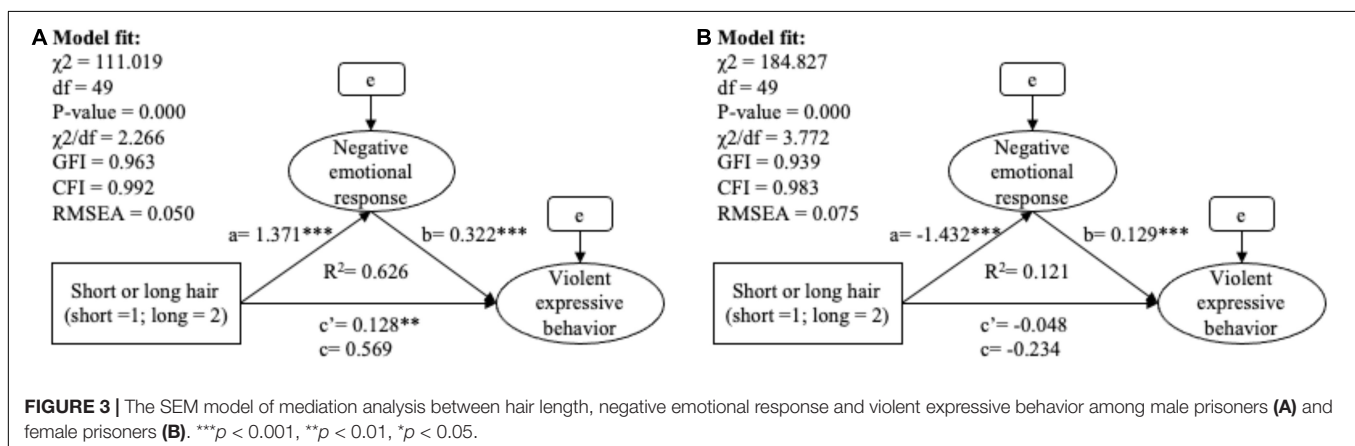 A Model fit:
χ2 = 111.019
df = 49
P-value = 0.000
χ2/df = 2.266
GFI = 0.963
CFI = 0.992
RMSEA = 0.050
e
Negative
emotional
response
a= 1.371***
b= 0.322***
e
R²= 0.626
Short or long hair
(short =1; long = 2)
Violent
expressive
behavior
c’= 0.128**
c= 0.569
B Model fit:
χ2 = 184.827
df = 49
P-value = 0.000
χ2/df = 3.772
GFI = 0.939
CFI = 0.983
RMSEA = 0.075
e
Negative
emotional
response
a= -1.432***
b= 0.129***
e
R²= 0.121
Short or long hair
(short =1; long = 2)
Violent
expressive
behavior
c’= -0.048
c= -0.234
FIGURE 3 | The SEM model of mediation analysis between hair length, negative emotional response and violent expressive behavior among male prisoners (A) and
female prisoners (B). ***p < 0.001, **p < 0.01, *p < 0.05.